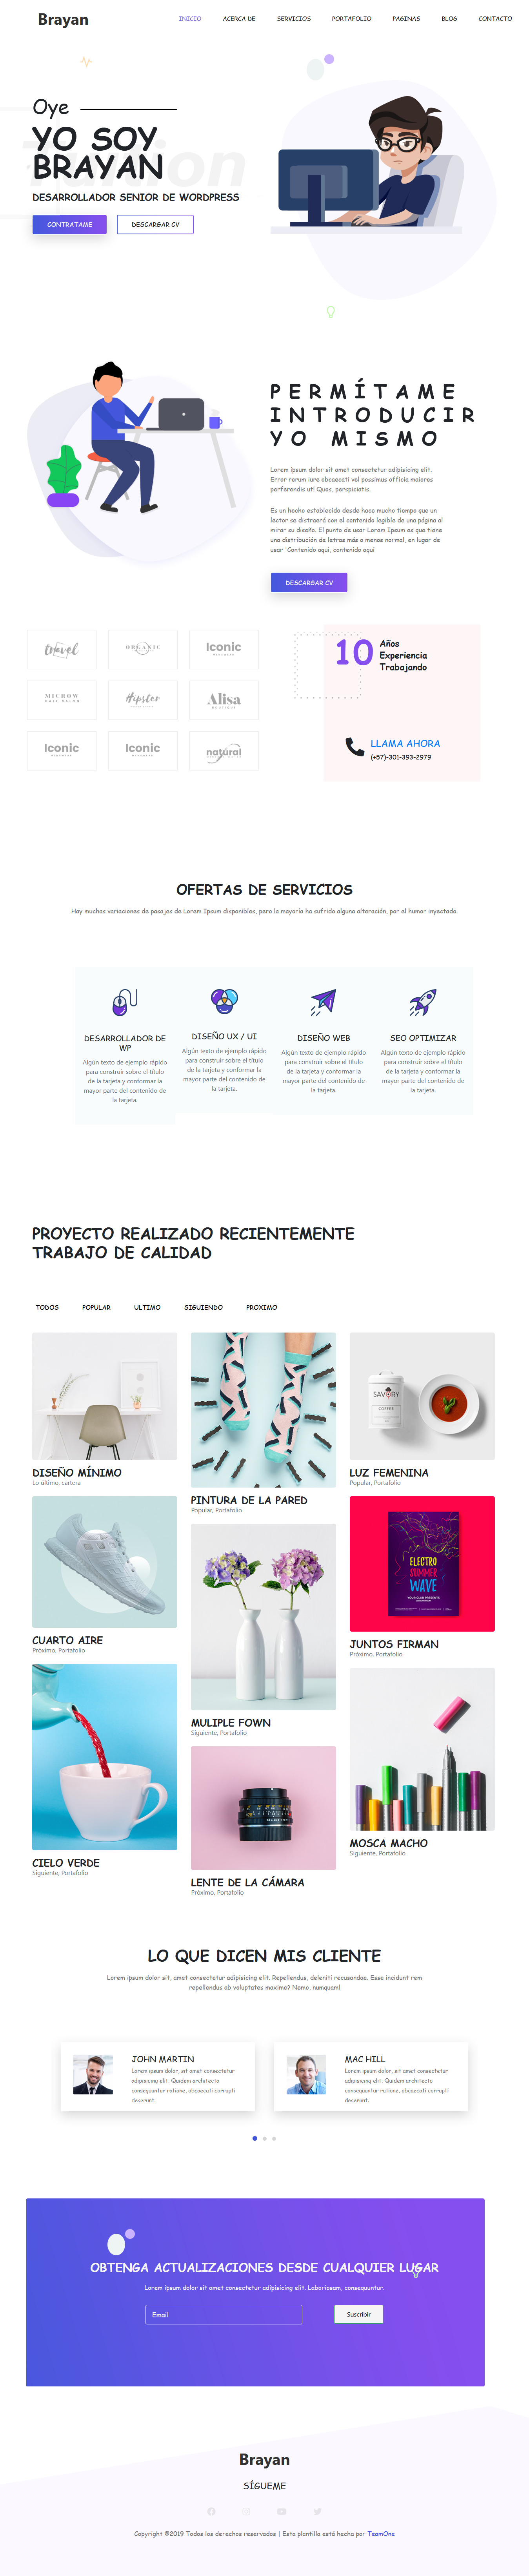 Brayan
INICIO
ACERCA DE
SERVICIOS
PORTAFOLIO
PAGINAS
BLOG
CONTACTO
Oye
YO SOY
BRAYAN
DESARROLLADOR SENIOR DE WORDPRESS
CONTRATAME
DESCARGAR CV
PERMÍTAME
INTRODUCIR
YO MISMO
Lorem ipsum dolor sit amet consectetur adipisicing elit.
Error rerum iure obcaecati vel possimus officia maiores
perferendis ut! Quos, perspiciatis.
Es un hecho establecido desde hace mucho tiempo que un
lector se distraerá con el contenido legible de una página al
mirar su diseño. El punto de usar Lorem Ipsum es que tiene
una distribución de letras más o menos normal, en lugar de
usar 'Contenido aquí, contenido aquí
DESCARGAR CV
travel
ORGANIC
Iconic
MICROW
Hipster
Alisa
BOUTIQUE
Iconic
Iconic
natural
10
Años
Experiencia
Trabajando
LLAMA AHORA
(+57)-301-393-2979
OFERTAS DE SERVICIOS
Hay muchas variaciones de pasajes de Lorem Ipsum disponibles, pero la mayoría ha sufrido alguna alteración, por el humor inyectado.
DESARROLLADOR DE
WP
Algún texto de ejemplo rápido
para construir sobre el título
de la tarjeta y conformar la
mayor parte del contenido de
la tarjeta.
DISEÑO UX / UI
Algún texto de ejemplo rápido
para construir sobre el título
de la tarjeta y conformar la
mayor parte del contenido de
la tarjeta.
DISEÑO WEB
Algún texto de ejemplo rápido
para construir sobre el título
de la tarjeta y conformar la
mayor parte del contenido de
la tarjeta.
SEO OPTIMIZAR
Algún texto de ejemplo rápido
para construir sobre el título
de la tarjeta y conformar la
mayor parte del contenido de
la tarjeta.
PROYECTO REALIZADO RECIENTEMENTE
TRABAJO DE CALIDAD
TODOS
POPULAR
ULTIMO
SIGUIENDO
PROXIMO
DISEÑO MÍNIMO
Lo último, cartera
PINTURA DE LA PARED
Popular, Portafolio
SAVORY
COFFEE
LUZ FEMENINA
Popular, Portafolio
CUARTO AIRE
Próximo, Portafolio
MULIPLE FOWN
Siguiente, Portafolio
ELECTRO
SUMMER
WAVE
JUNTOS FIRMAN
Próximo, Portafolio
CIELO VERDE
Siguiente, Portafolio
LENTE DE LA CÁMARA
Próximo, Portafolio
MOSCA MACHO
Siguiente, Portafolio
LO QUE DICEN MIS CLIENTE
Lorem ipsum dolor sit, amet consectetur adipisicing elit. Repellendus, deleniti recusandae. Esse incidunt rem
repellendus ab voluptates maxime? Nemo, numquam!
JOHN MARTIN
Lorem ipsum dolor, sit amet consectetur
adipisicing elit. Quidem architecto
consequuntur ratione, obcaecati corrupti
deserunt.
MAC HILL
Lorem ipsum dolor, sit amet consectetur
adipisicing elit. Quidem architecto
consequuntur ratione, obcaecati corrupti
deserunt.
OBTENGA ACTUALIZACIONES DESDE CUALQUIER LUGAR
Lorem ipsum dolor sit amet consectetur adipisicing elit. Laboriosam, consequuntur.
Email
Suscribir
Brayan
SÍGUEME
Copyright ©2019 Todos los derechos reservados | Esta plantilla está hecha por TeamOne